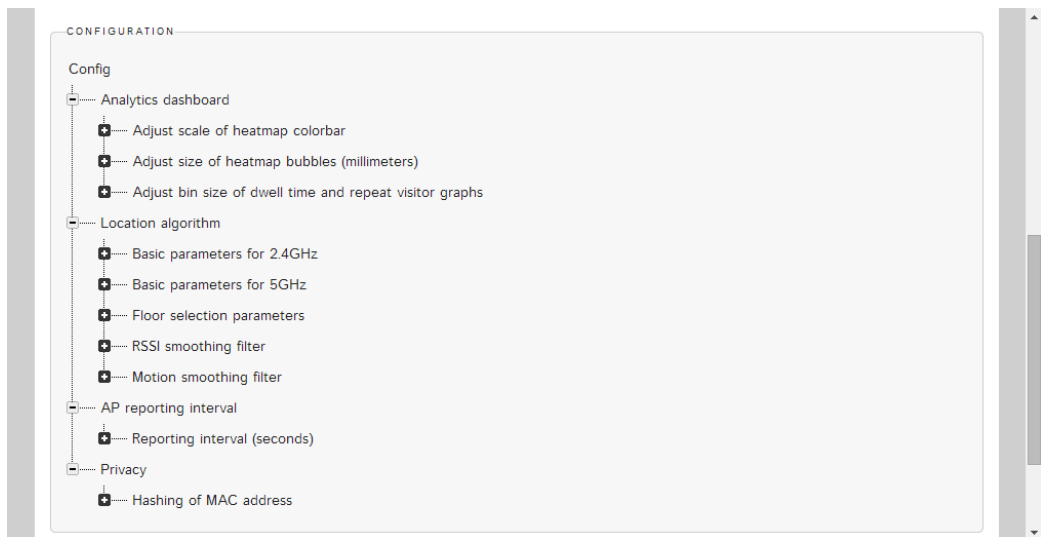 CONFIGURATION
Config
Analytics dashboard
Adjust scale of heatmap colorbar
Adjust size of heatmap bubbles (millimeters)
Adjust bin size of dwell time and repeat visitor graphs
Location algorithm
Basic parameters for 2.4GHz
Basic parameters for 5GHz
Floor selection parameters
RSSI smoothing filter
Motion smoothing filter
AP reporting interval
Reporting interval (seconds)
Privacy
Hashing of MAC address